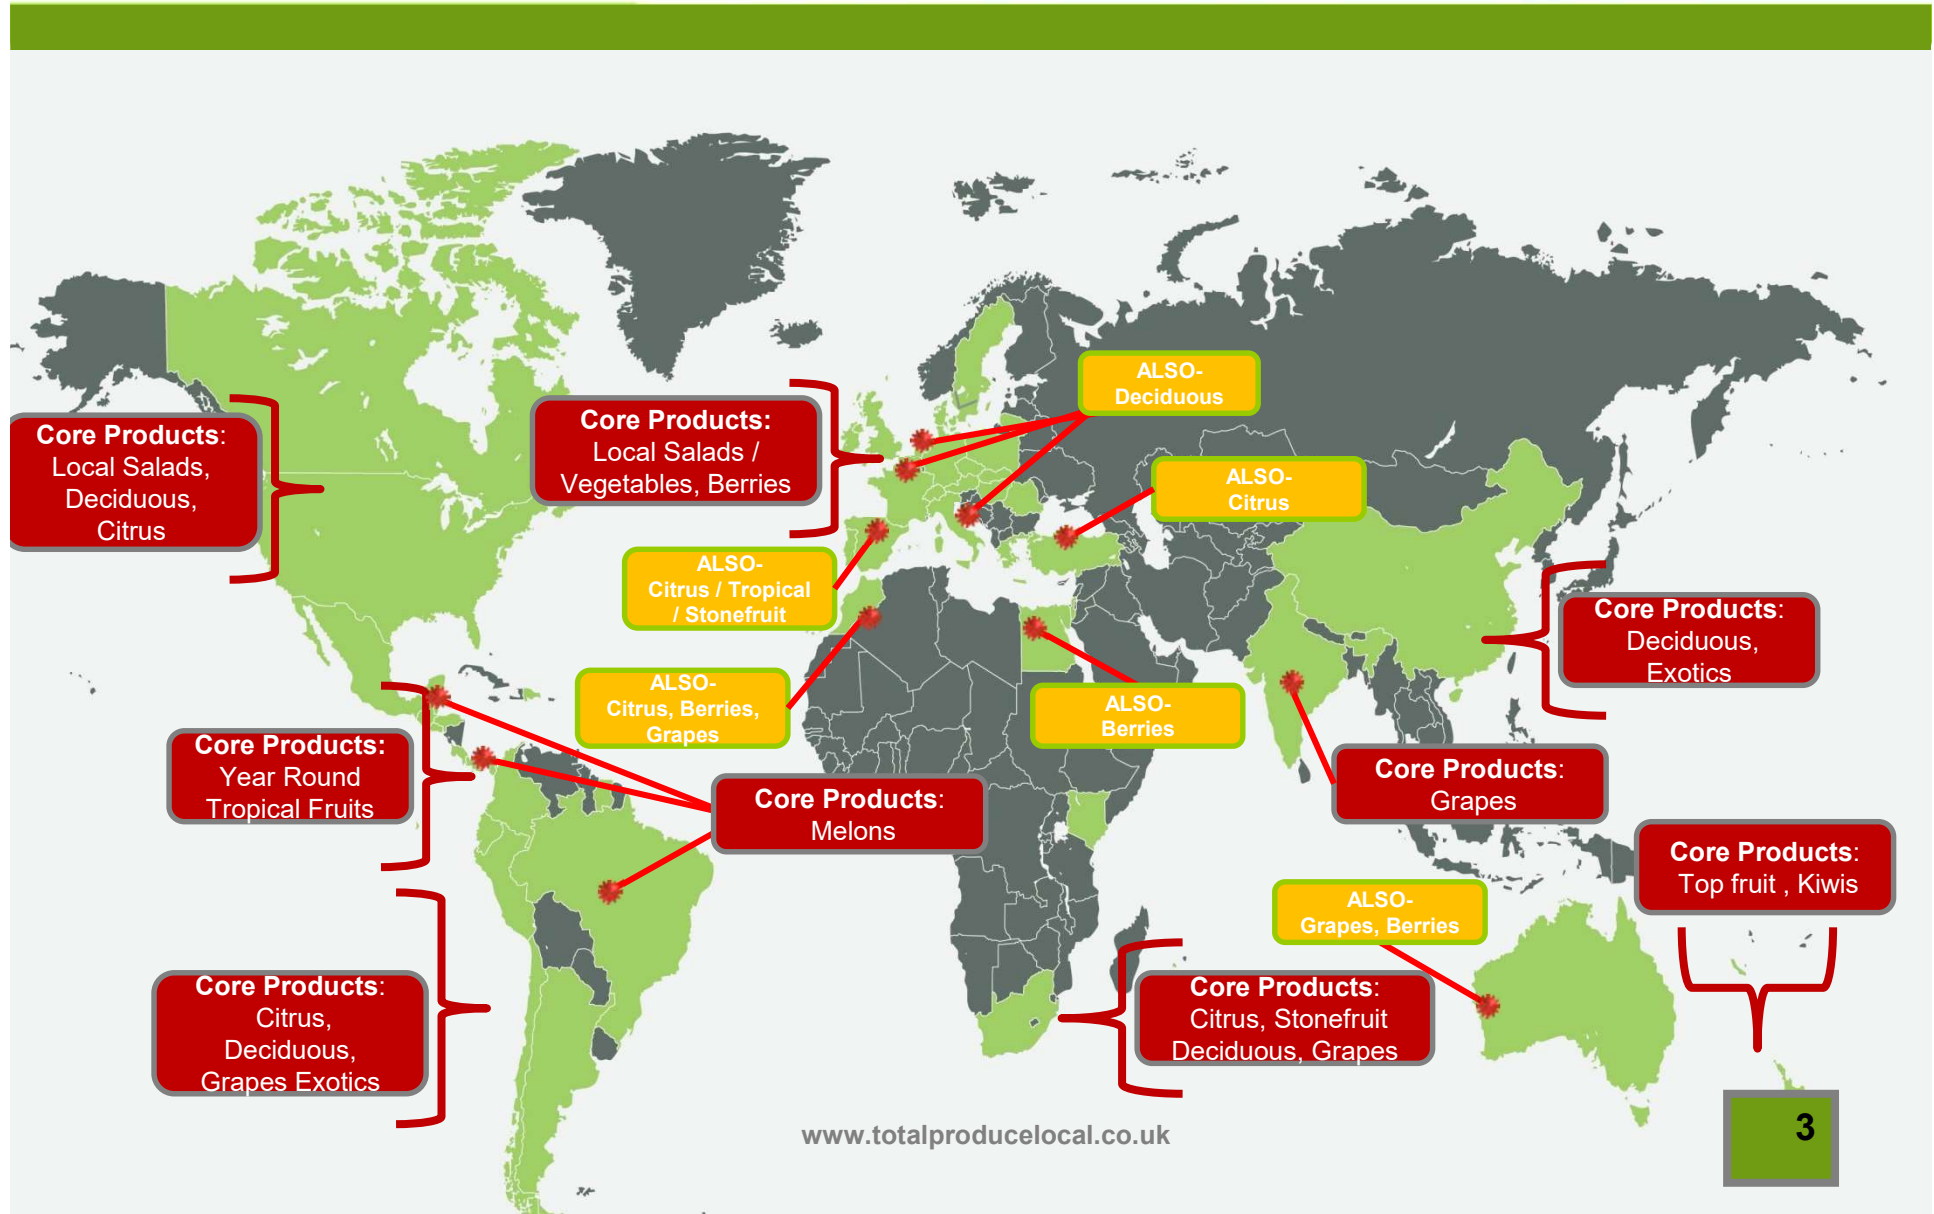 ALSO-
Deciduous
Core Products:
Local Salads,
Deciduous,
Citrus
Core Products:
Local Salads /
Vegetables, Berries
ALSO-
Citrus
ALSO-
Citrus / Tropical
/ Stonefruit
Core Products:
Deciduous,
Exotics
ALSO-
Citrus, Berries,
Grapes
ALSO-
Berries
Core Products:
Year Round
Tropical Fruits
Core Products:
Melons
Core Products:
Grapes
Core Products:
Top fruit , Kiwis
ALSO-
Grapes, Berries
Core Products:
Citrus,
Deciduous,
Grapes Exotics
Core Products:
Citrus, Stonefruit
Deciduous, Grapes
www.totalproducelocal.co.uk
3